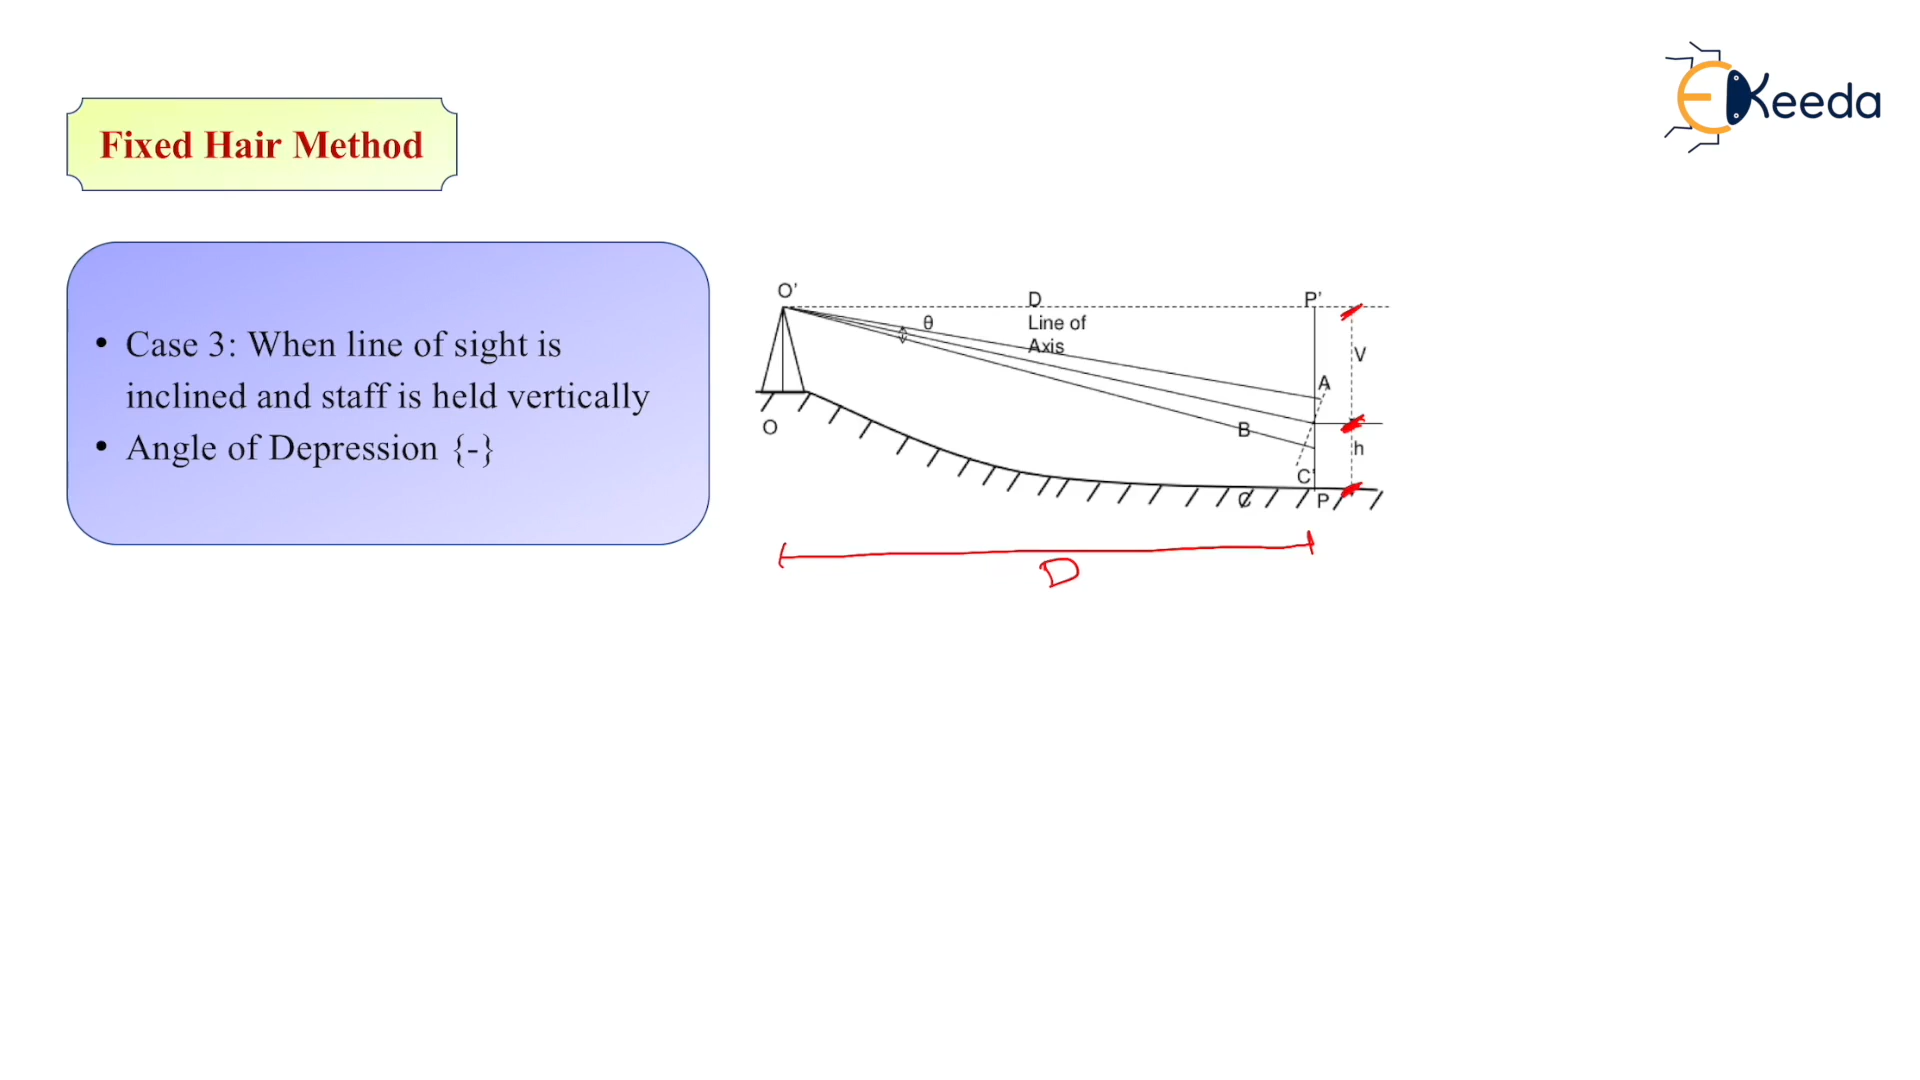 EKeeda
Fixed Hair Method
• Case 3: When line of sight is
inclined and staff is held vertically
• Angle of Depression {-}
O'
D
P'
θ
Line of
Axis
V
A
B
h
O
C'
C
P
D